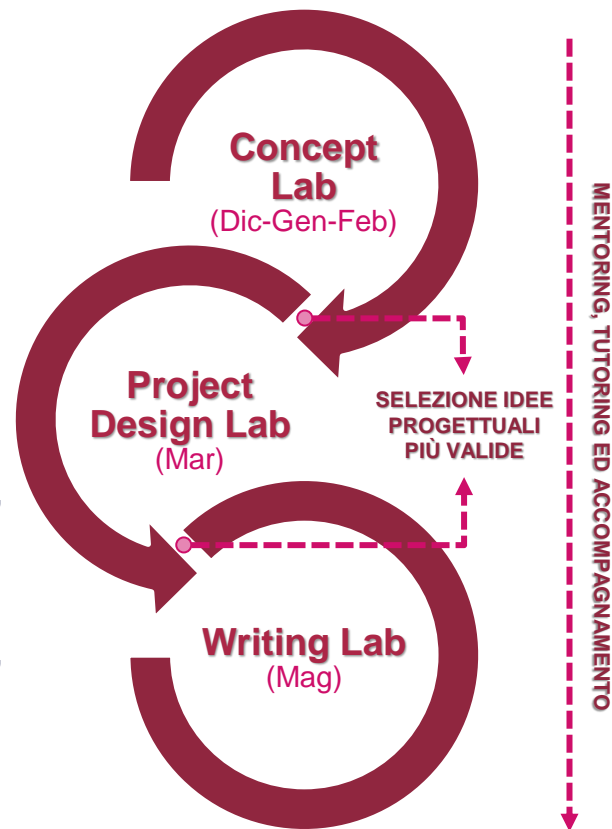 Concept
Lab
(Dic-Gen-Feb)
Project
Design Lab
(Mar)
SELEZIONE IDEE
PROGETTUALI
PIÙ VALIDE
Writing Lab
(Mag)
MENTORING, TUTORING ED ACCOMPAGNAMENTO